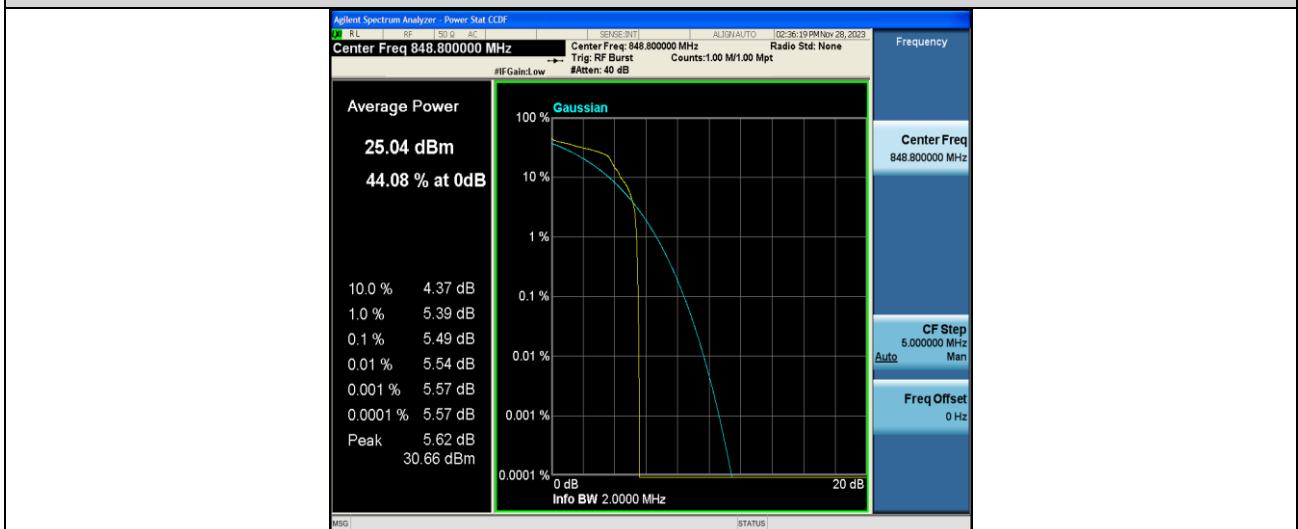 Agilent Spectrum Analyzer - Power Stat CCDF
RL RF 50 Ω AC SENSE:INT ALIGN AUTO 02:36:19 PM Nov 28, 2023
Center Freq 848.800000 MHz
Center Freq: 848.800000 MHz Radio Std: None
Trig: RF Burst Counts:1.00 M/1.00 Mpt
#IFGain:Low #Atten: 40 dB
Frequency
Average Power
25.04 dBm
44.08 % at 0dB
10.0 % 4.37 dB
1.0 % 5.39 dB
0.1 % 5.49 dB
0.01 % 5.54 dB
0.001 % 5.57 dB
0.0001 % 5.57 dB
Peak 5.62 dB
30.66 dBm
Gaussian
100 %
10 %
1 %
0.1 %
0.01 %
0.001 %
0.0001 %
0 dB 20 dB
Info BW 2.0000 MHz
Center Freq
848.800000 MHz
CF Step
5.000000 MHz
Auto Man
Freq Offset
0 Hz
MSG STATUS